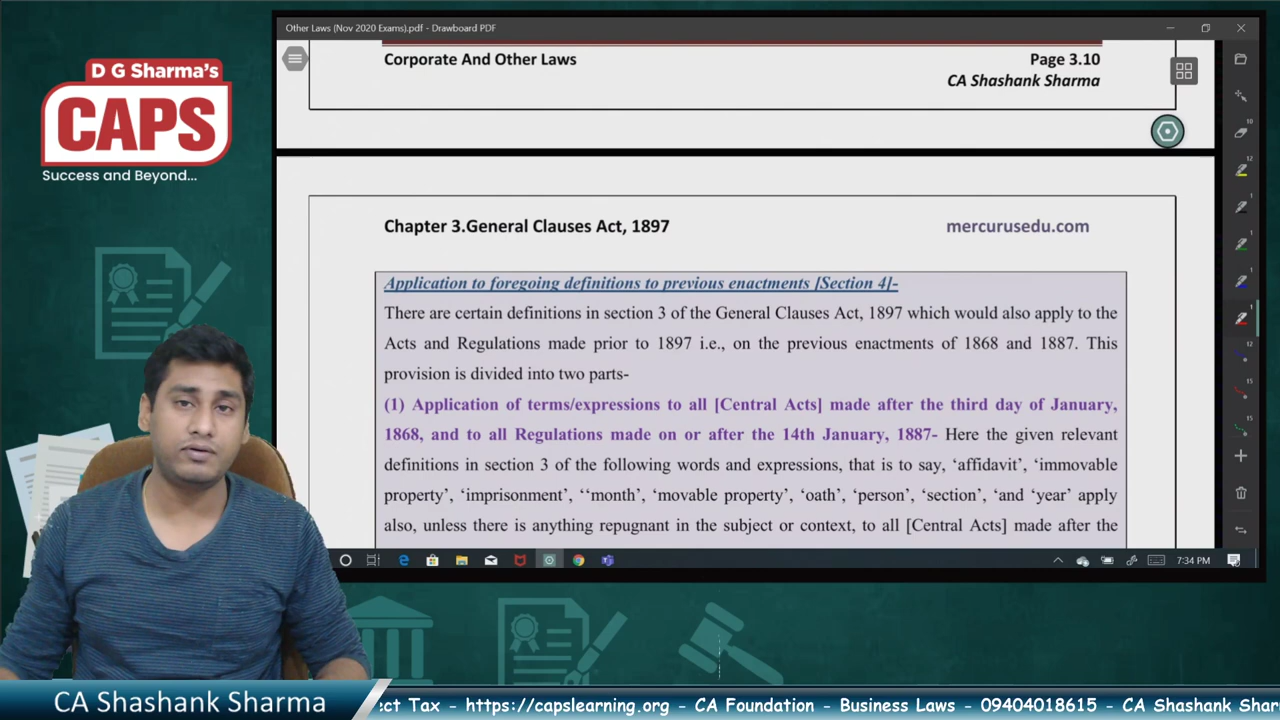 D G Sharma's
CAPS
Success and Beyond...
Other Laws (Nov 2020 Exams).pdf - Drawboard PDF
Corporate And Other Laws
Page 3.10
CA Shashank Sharma
Chapter 3.General Clauses Act, 1897
mercurusedu.com
Application to foregoing definitions to previous enactments [Section 4]-
There are certain definitions in section 3 of the General Clauses Act, 1897 which would also apply to the
Acts and Regulations made prior to 1897 i.e., on the previous enactments of 1868 and 1887. This
provision is divided into two parts-
(1) Application of terms/expressions to all [Central Acts] made after the third day of January,
1868, and to all Regulations made on or after the 14th January, 1887- Here the given relevant
definitions in section 3 of the following words and expressions, that is to say, 'affidavit', 'immovable
property', 'imprisonment', ''month', 'movable property', 'oath', 'person', 'section', 'and 'year' apply
also, unless there is anything repugnant in the subject or context, to all [Central Acts] made after the
7:34 PM
CA Shashank Sharma
ect Tax - https://capslearning.org - CA Foundation - Business Laws - 09404018615 - CA Shashank Shar